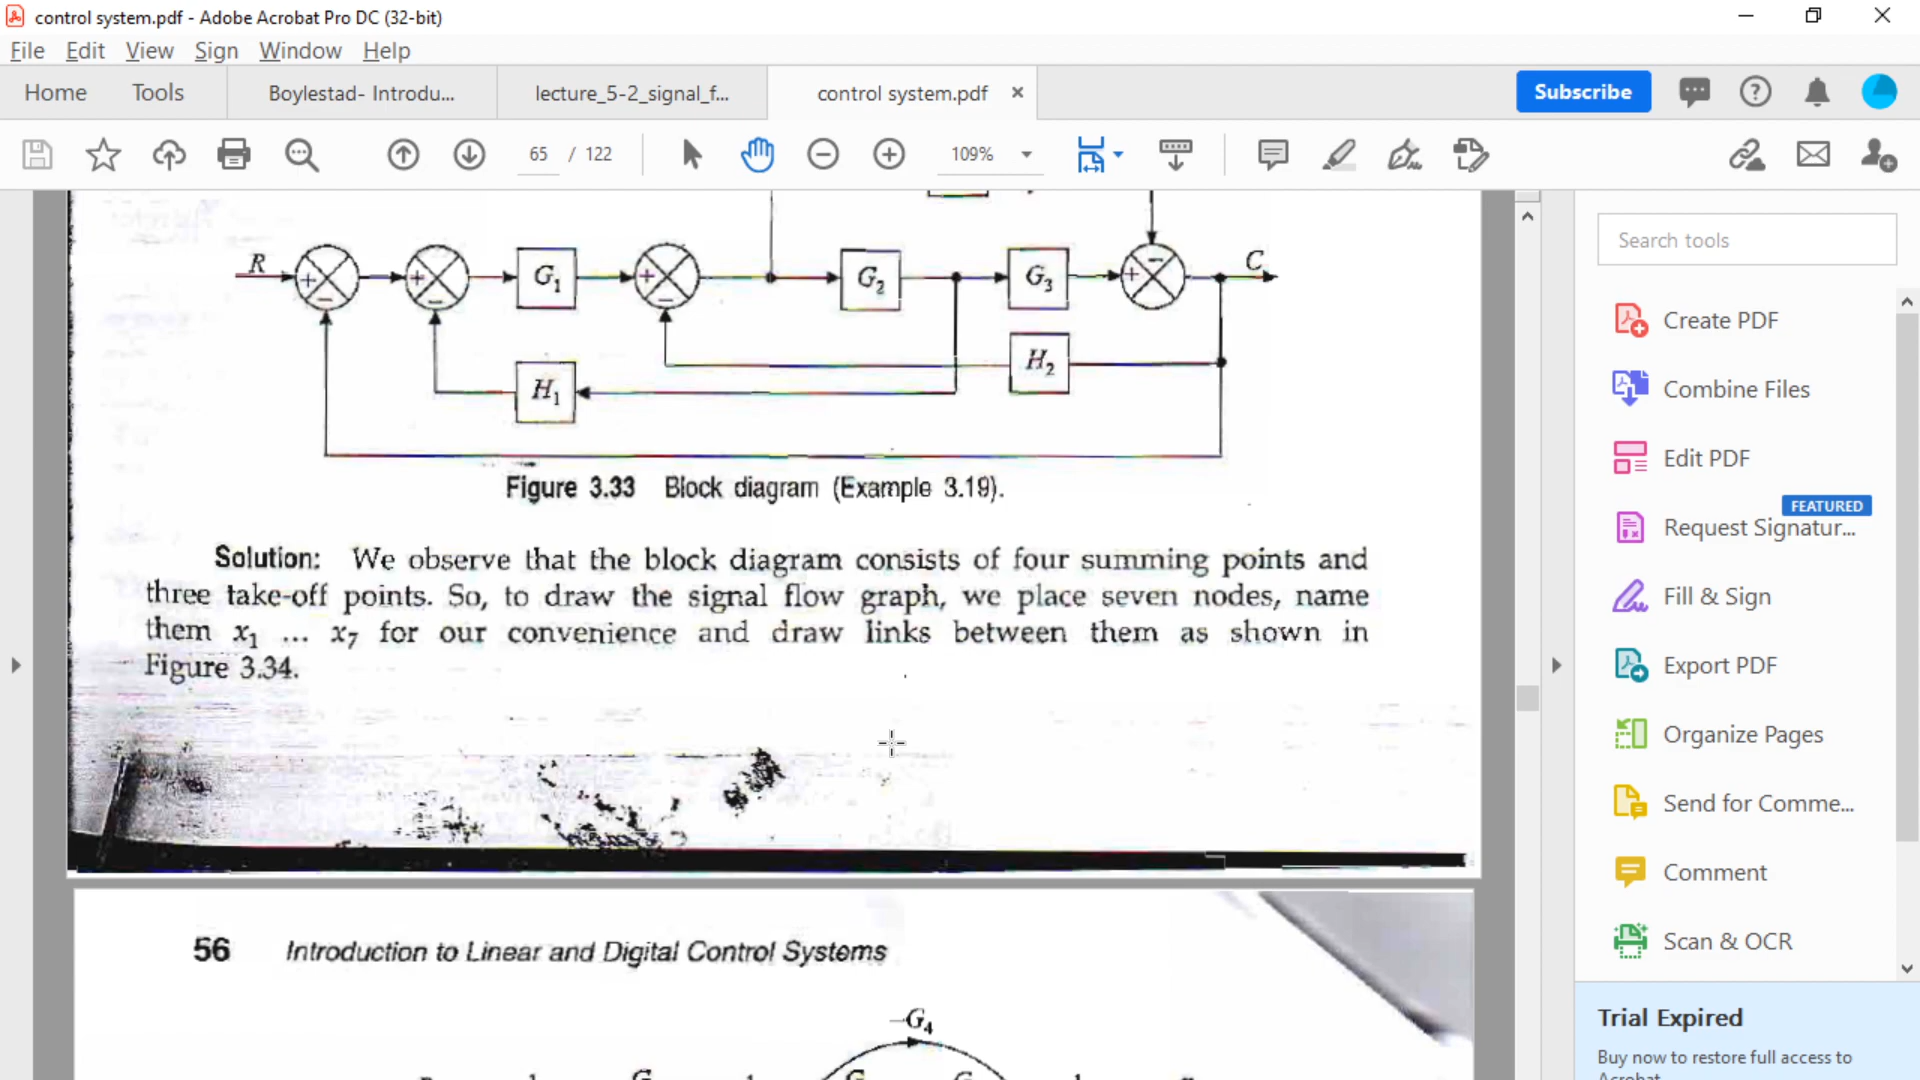 control system.pdf - Adobe Acrobat Pro DC (32-bit)
File Edit View Sign Window Help
Home Tools Boylestad- Introdu... lecture_5-2_signal_f... control system.pdf × Subscribe
65 / 122 109%
R + − + − G1 + − G2 G3 + − C
H2
H1
Figure 3.33 Block diagram (Example 3.19).
Solution: We observe that the block diagram consists of four summing points and
three take-off points. So, to draw the signal flow graph, we place seven nodes, name
them x1 ... x7 for our convenience and draw links between them as shown in
Figure 3.34.
56 Introduction to Linear and Digital Control Systems
−G4
Search tools
Create PDF
Combine Files
Edit PDF
FEATURED
Request Signatur...
Fill & Sign
Export PDF
Organize Pages
Send for Comme...
Comment
Scan & OCR
Trial Expired
Buy now to restore full access to